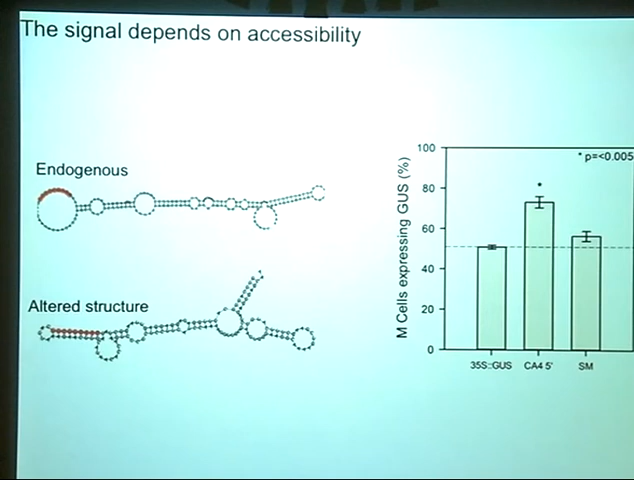 The signal depends on accessibility
Endogenous
Altered structure
M Cells expressing GUS (%)
100
80
60
40
20
0
* p=<0.005
*
35S::GUS
CA4 5'
SM